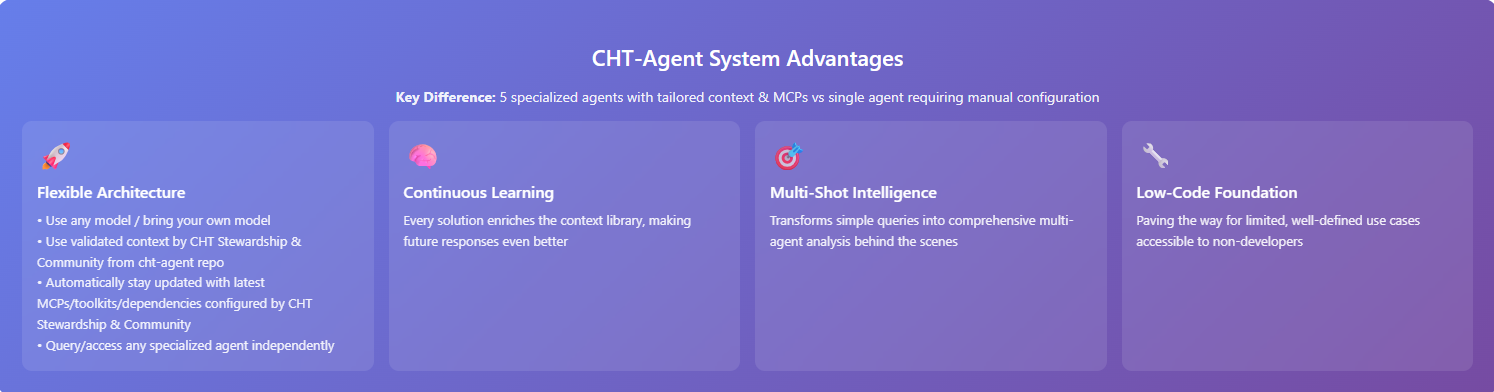 CHT-Agent System Advantages
Key Difference: 5 specialized agents with tailored context & MCPs vs single agent requiring manual configuration
Flexible Architecture
• Use any model / bring your own model
• Use validated context by CHT Stewardship &
Community from cht-agent repo
• Automatically stay updated with latest
MCPs/toolkits/dependencies configured by CHT
Stewardship & Community
• Query/access any specialized agent independently
Continuous Learning
Every solution enriches the context library, making
future responses even better
Multi-Shot Intelligence
Transforms simple queries into comprehensive multi-
agent analysis behind the scenes
Low-Code Foundation
Paving the way for limited, well-defined use cases
accessible to non-developers